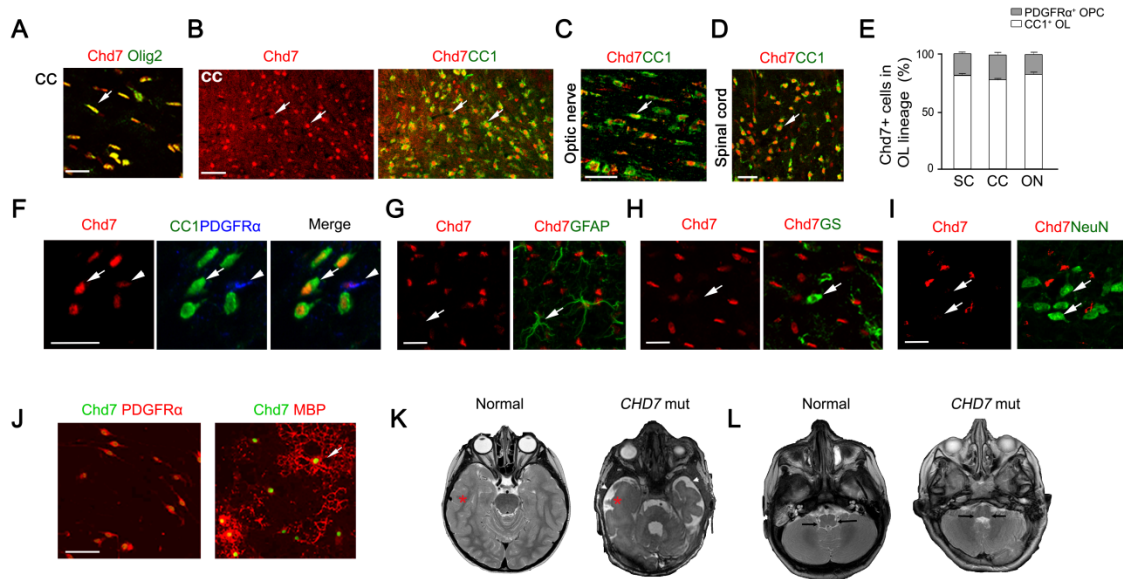 A
Chd7 Olig2
CC
B
Chd7
Chd7CC1
CC
C
Chd7CC1
Optic nerve
D
Chd7CC1
Spinal cord
E
PDGFRα⁺ OPC
CC1⁺ OL
Chd7+ cells in
OL lineage (%)
100
50
0
SC CC ON
F
Chd7
CC1PDGFRα
Merge
G
Chd7
Chd7GFAP
H
Chd7
Chd7GS
I
Chd7
Chd7NeuN
J
Chd7 PDGFRα
Chd7 MBP
K
Normal
CHD7 mut
L
Normal
CHD7 mut